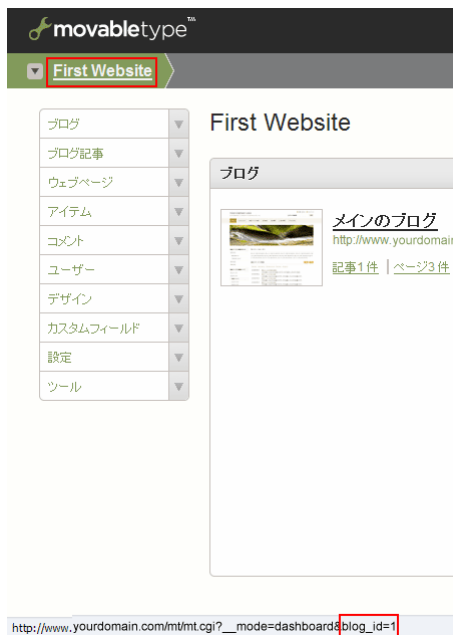 movabletype™
First Website
ブログ
ブログ記事
ウェブページ
アイテム
コメント
ユーザー
デザイン
カスタムフィールド
設定
ツール
First Website
ブログ
メインのブログ
http://www.yourdomain
記事1件 | ページ3件
http://www.yourdomain.com/mt/mt.cgi?__mode=dashboard&blog_id=1